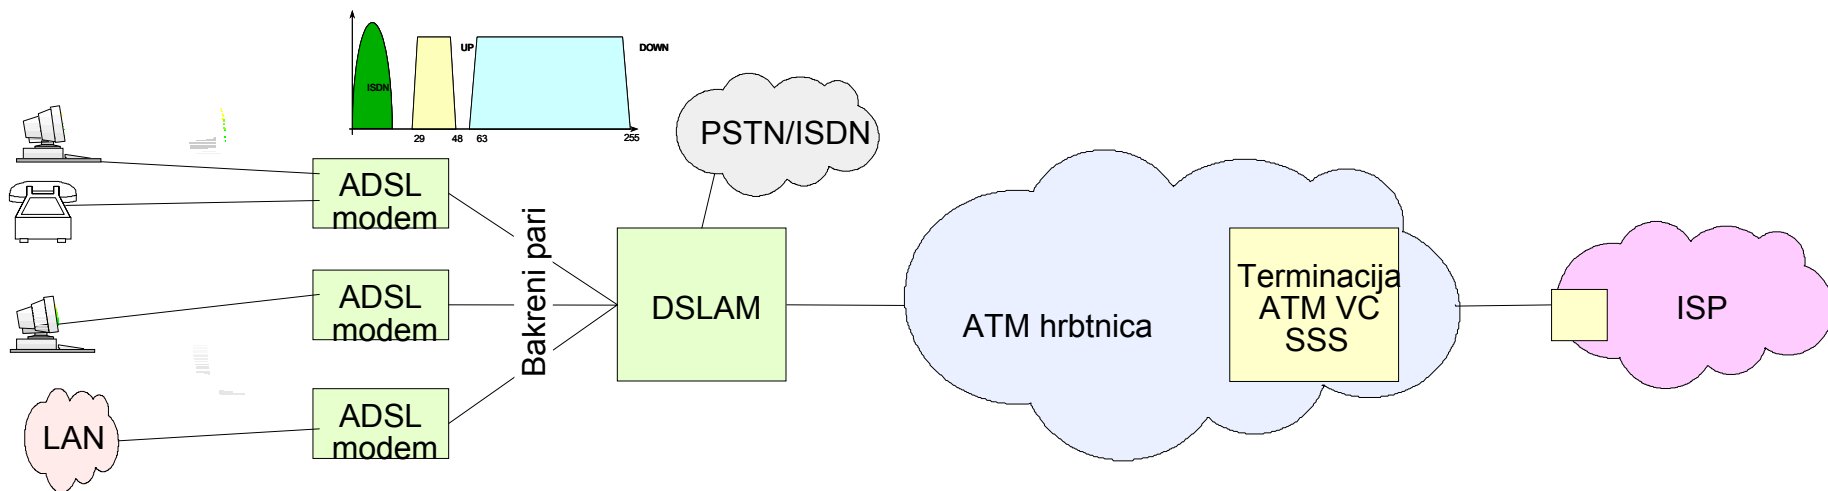 UP
DOWN
ISDN
29
48
63
255
PSTN/ISDN
ADSL
modem
ADSL
modem
ADSL
modem
LAN
Bakreni pari
DSLAM
ATM hrbtnica
Terminacija
ATM VC
SSS
ISP